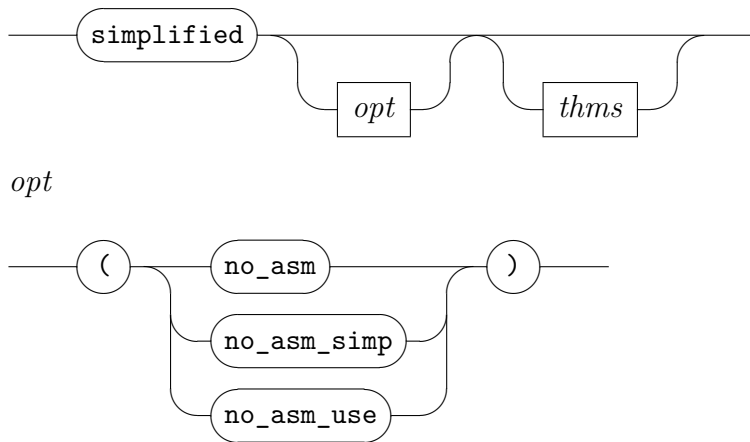 simplified
opt thms
opt
( no_asm )
no_asm_simp
no_asm_use